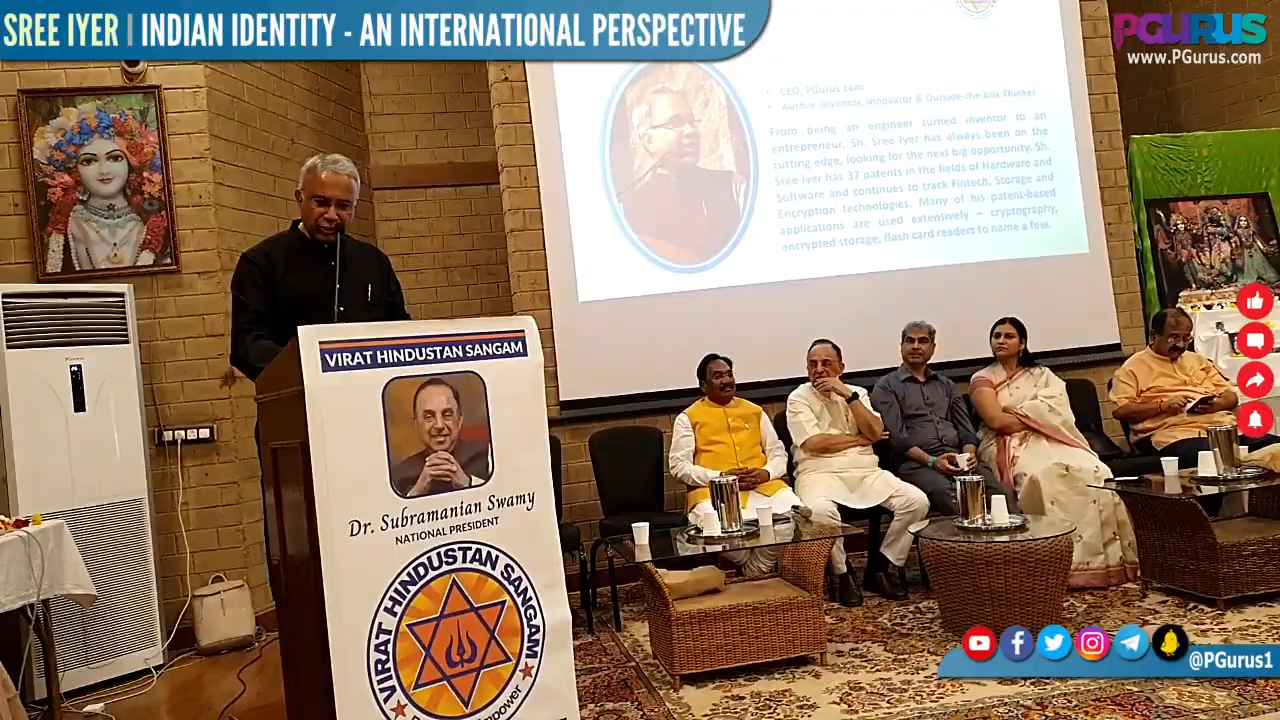 SREE IYER | INDIAN IDENTITY - AN INTERNATIONAL PERSPECTIVE
PGURUS
www.PGurus.com
• CEO, PGurus.com
• Author, Inventor, Innovator & Outside-the-box Thinker
From being an engineer turned inventor to an
entrepreneur, Sh. Sree Iyer has always been on the
cutting edge, looking for the next big opportunity. Sh.
Sree Iyer has 37 patents in the fields of Hardware and
Software and continues to track Fintech, Storage and
Encryption technologies. Many of his patent-based
applications are used extensively – cryptography,
encrypted storage, flash card readers to name a few.
VIRAT HINDUSTAN SANGAM
Dr. Subramanian Swamy
NATIONAL PRESIDENT
VIRAT HINDUSTAN SANGAM
@PGurus1